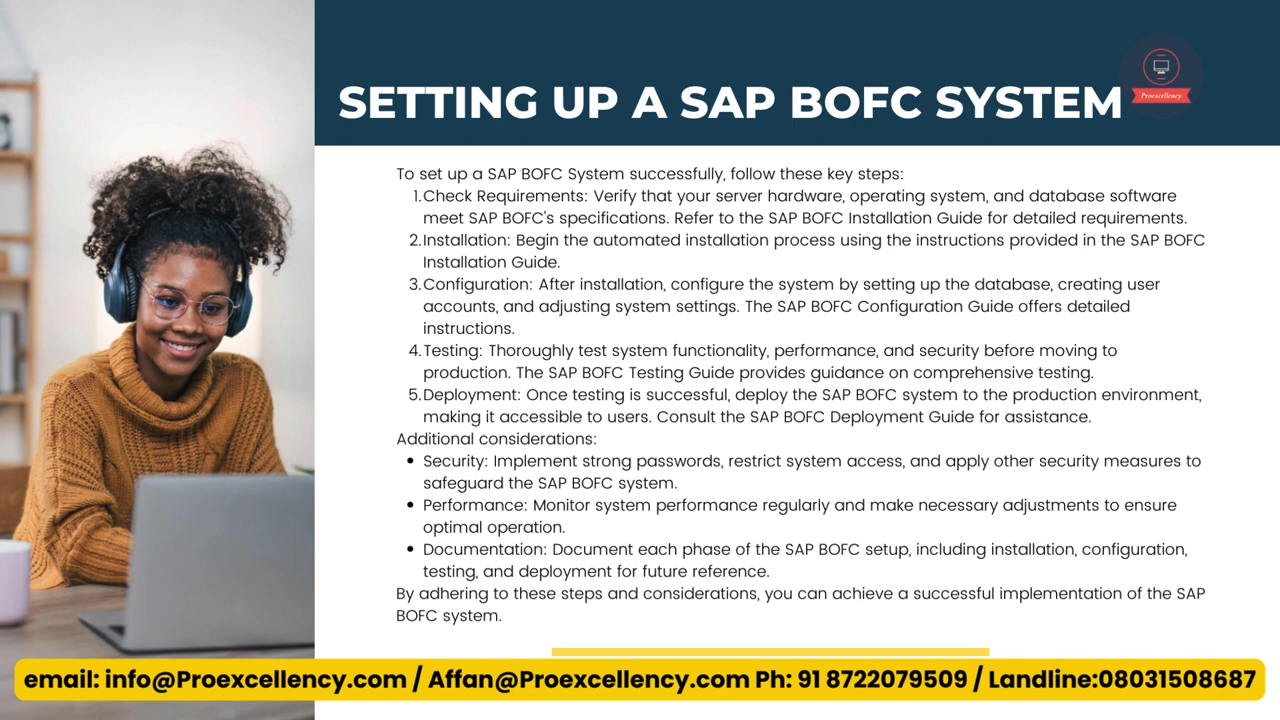 SETTING UP A SAP BOFC SYSTEM
Proexcellency
To set up a SAP BOFC System successfully, follow these key steps:
1. Check Requirements: Verify that your server hardware, operating system, and database software
meet SAP BOFC's specifications. Refer to the SAP BOFC Installation Guide for detailed requirements.
2. Installation: Begin the automated installation process using the instructions provided in the SAP BOFC
Installation Guide.
3. Configuration: After installation, configure the system by setting up the database, creating user
accounts, and adjusting system settings. The SAP BOFC Configuration Guide offers detailed
instructions.
4. Testing: Thoroughly test system functionality, performance, and security before moving to
production. The SAP BOFC Testing Guide provides guidance on comprehensive testing.
5. Deployment: Once testing is successful, deploy the SAP BOFC system to the production environment,
making it accessible to users. Consult the SAP BOFC Deployment Guide for assistance.
Additional considerations:
• Security: Implement strong passwords, restrict system access, and apply other security measures to
safeguard the SAP BOFC system.
• Performance: Monitor system performance regularly and make necessary adjustments to ensure
optimal operation.
• Documentation: Document each phase of the SAP BOFC setup, including installation, configuration,
testing, and deployment for future reference.
By adhering to these steps and considerations, you can achieve a successful implementation of the SAP
BOFC system.
email: info@Proexcellency.com / Affan@Proexcellency.com Ph: 91 8722079509 / Landline:08031508687